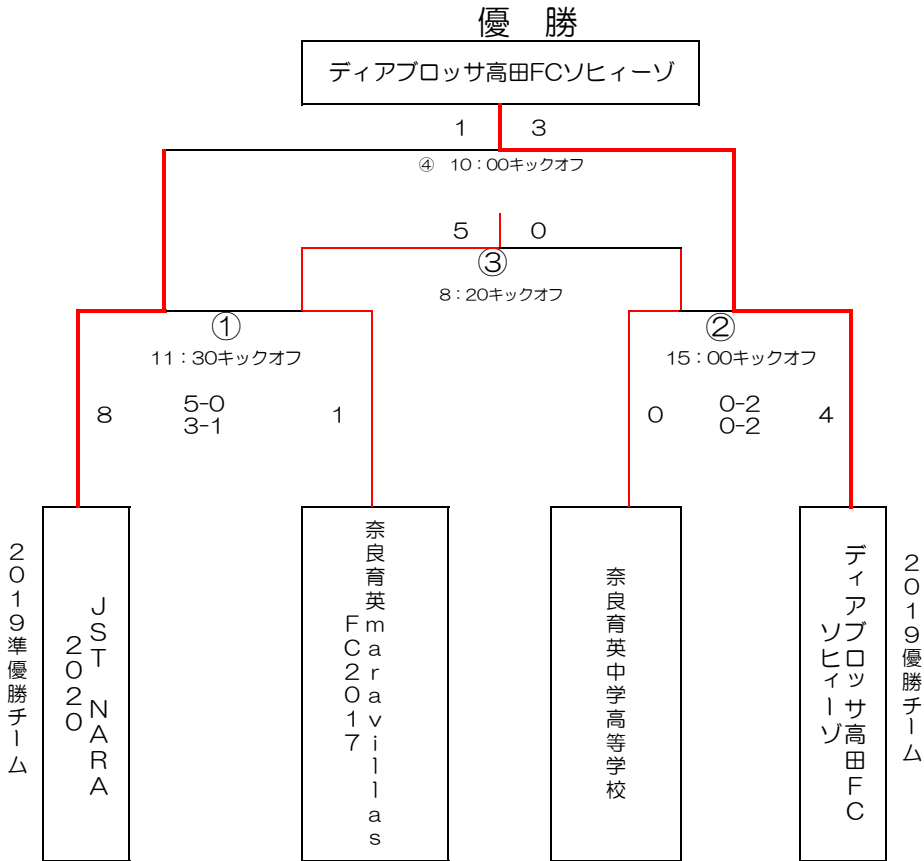 優　勝
ディアブロッサ高田FCソヒィーゾ
1 3
④　10：00キックオフ
5 0
③
8：20キックオフ
①
11：30キックオフ
②
15：00キックオフ
8
5-0
3-1
1
0
0-2
0-2
4
2019準優勝チーム
JST NARA
2020
奈良育英maravillas
FC2017
奈良育英中学高等学校
ディアブロッサ高田FC
ソヒィーゾ
2019優勝チーム